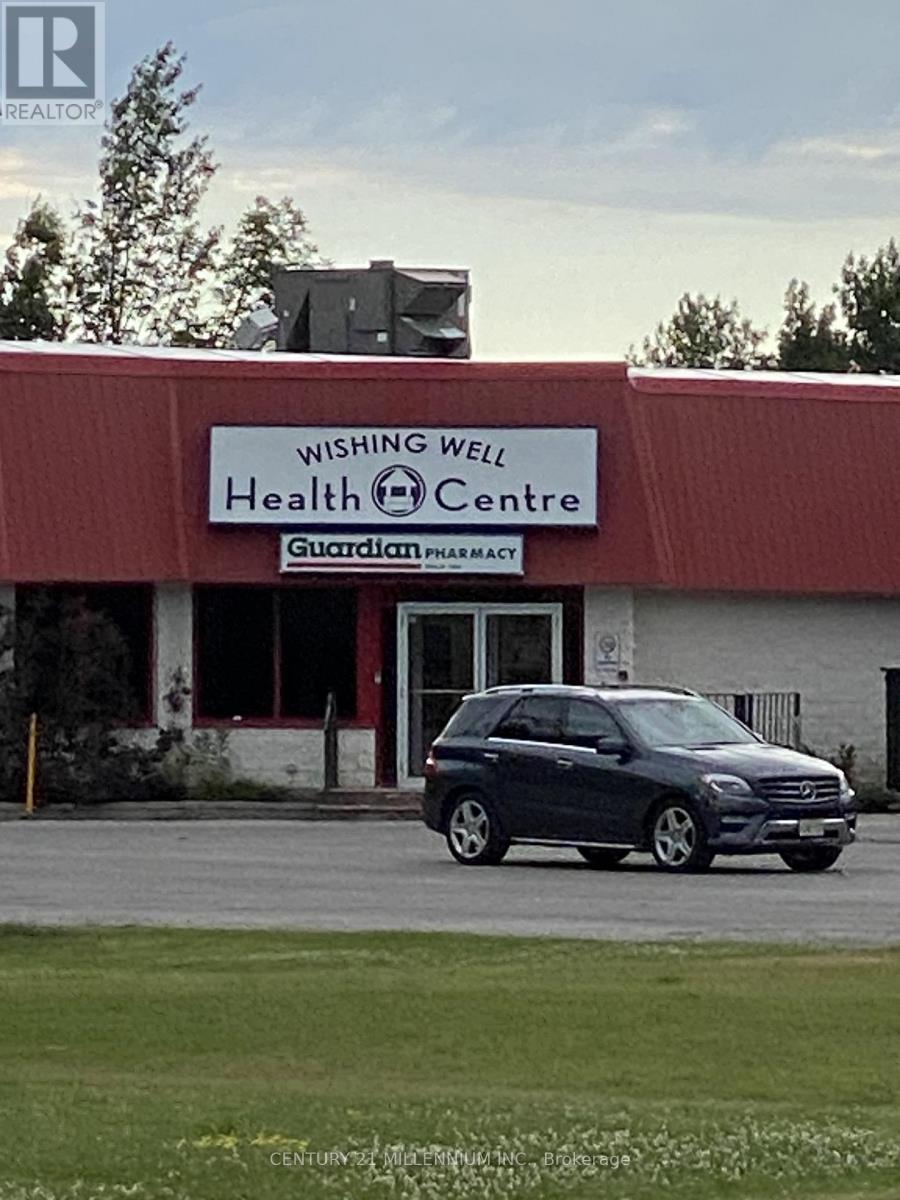 R
REALTOR®
WISHING WELL
Health Centre
Guardian PHARMACY
CENTURY 21 MILLENNIUM INC., Brokerage